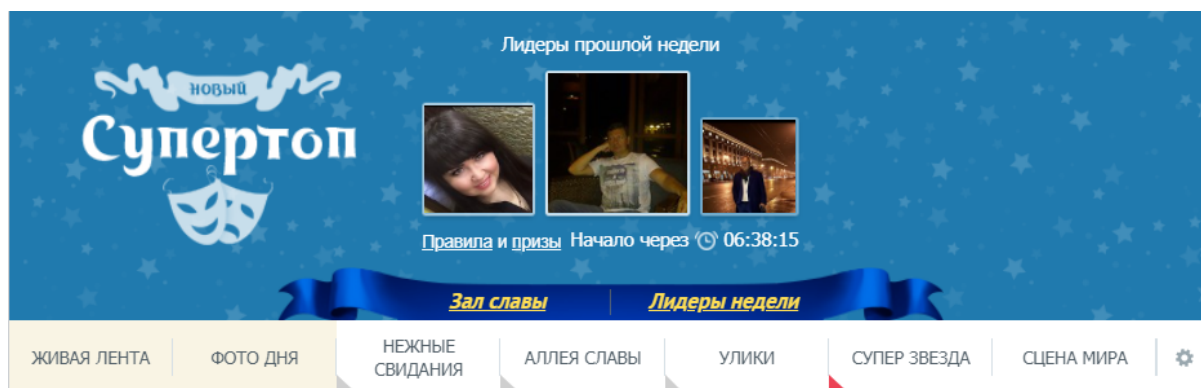 Лидеры прошлой недели
новый
Супертоп
Правила и призы Начало через 06:38:15
Зал славы Лидеры недели
ЖИВАЯ ЛЕНТА
ФОТО ДНЯ
НЕЖНЫЕ
СВИДАНИЯ
АЛЛЕЯ СЛАВЫ
УЛИКИ
СУПЕР ЗВЕЗДА
СЦЕНА МИРА